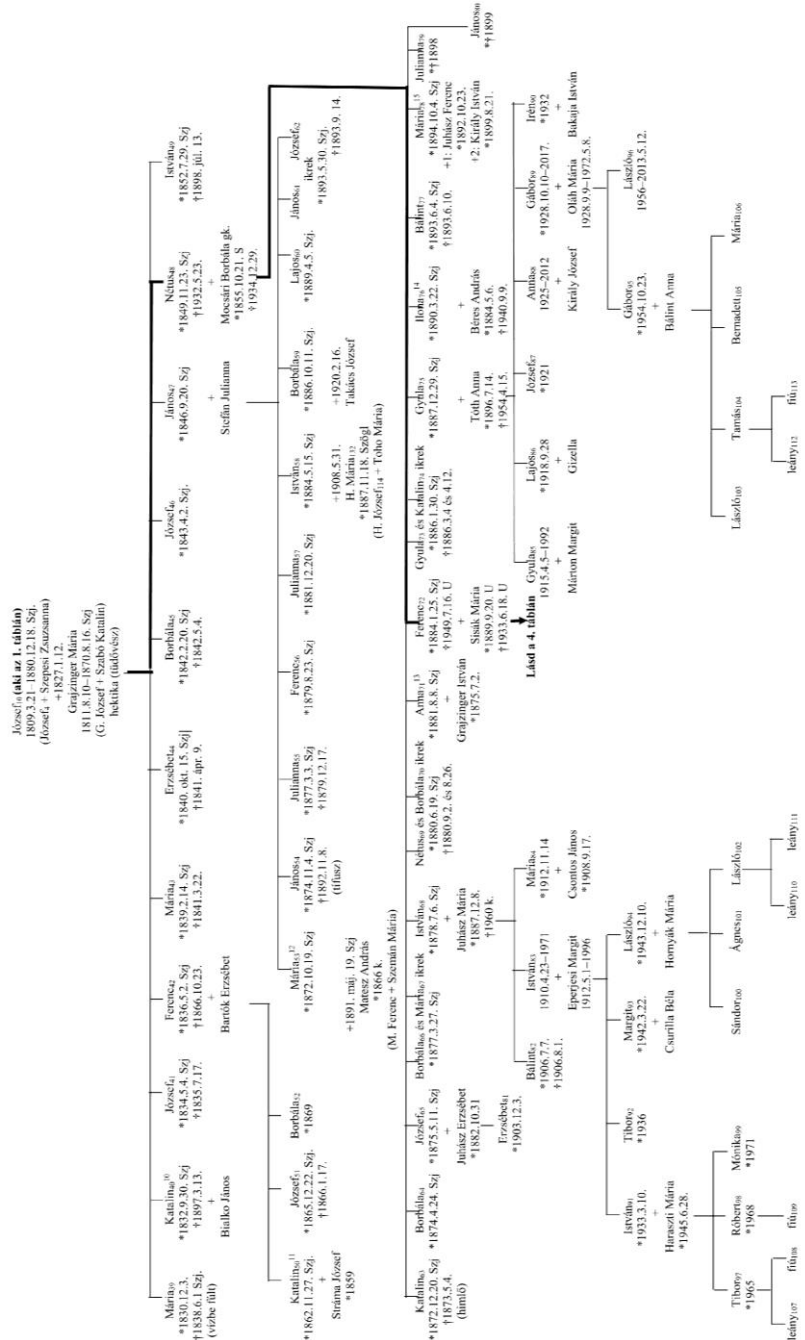 József₁₈ (aki az 1. táblán)
1809.3.21–1880.12.18. Szj.
(József₄ + Szepesi Zsuzsanna)
+1827.1.12.
Grajzinger Mária
1811.8.10–1870.8.16. Szj
(G. József + Szabó Katalin)
hektika (tüdővész)
Mária₃₉
*1830.12.3.
†1838.6.1 Szj.
(vízbe fúlt)
Katalin₄₀¹⁰
*1832.9.30. Szj
†1897.3.13.
+
Bialko János
József₄₁
*1834.5.4. Szj
†1835.7.17.
Ferenc₄₂
*1836.5.2. Szj
†1866.10.23.
+
Bartók Erzsébet
Mária₄₃
*1839.2.14. Szj
†1841.3.22.
Erzsébet₄₄
*1840. okt. 15. Szj
†1841. ápr. 9.
Borbála₄₅
*1842.2.20. Szj
†1842.5.4.
József₄₆
*1843.4.2. Szj.
János₄₇
*1846.9.20. Szj
+
Stefán Julianna
Nétus₄₈
*1849.11.23. Szj
†1932.5.23.
+
Mocsári Borbála gk.
*1855.10.21. S
†1934.12.29.
István₄₉
*1852.7.29. Szj
†1898. júl. 13.
Katalin₅₀¹¹
*1862.11.27. Szj.
+
Stráma József
*1859
József₅₁
*1865.12.22. Szj.
†1866.1.17.
Borbála₅₂
*1869
Mária₅₃¹²
*1872.10.19. Szj
+1891. máj. 19. Szj
Matesz András
*1866 k.
(M. Ferenc + Szemán Mária)
János₅₄
*1874.11.4. Szj
†1892.11.8.
(tífusz)
Julianna₅₅
*1877.3.3. Szj
†1879.12.17.
Ferenc₅₆
*1879.8.23. Szj
Julianna₅₇
*1881.12.20. Szj
István₅₈
*1884.5.15. Szj
+1908.5.31.
H. Mária₁₃₂
*1887.11.18. Szögl
(H. József₁₁₄ + Toho Mária)
Borbála₅₉
*1886.10.11. Szj.
+1920.2.16.
Takács József
Lajos₆₀
*1889.4.5. Szj.
János₆₁ József₆₂
ikrek
*1893.5.30. Szj.
†1893.9. 14.
Katalin₆₃
*1872.12.20. Szj
†1873.5.4.
(himlő)
Borbála₆₄
*1874.4.24. Szj
József₆₅
*1875.5.11. Szj
+
Juhász Erzsébet
*1882.10.31
Borbála₆₆ és Mária₆₇ ikrek
*1877.3.27. Szj
István₆₈
*1878.7.6. Szj
+
Juhász Mária
*1887.12.8.
†1960 k.
Nétus₆₉ és Borbála₇₀ ikrek
*1880.6.19. Szj
†1880.9.2. és 8.26.
Anna₇₁¹³
*1881.8.8. Szj
+
Grajzinger István
*1875.7.2.
Ferenc₇₂
*1884.1.25. Szj
†1949.7.16. U
+
Sisák Mária
*1889.9.20. U
†1933.6.18. U
Lásd a 4. táblán
Gyula₇₃ és Katalin₇₄ ikrek
*1886.1.30. Szj
†1886.3.4 és 4.12.
Gyula₇₅
*1887.12.29. Szj
+
Tóth Anna
*1896.7.14.
†1954.4.15.
Ilona₇₆¹⁴
*1890.3.22. Szj
+
Béres András
*1884.5.6.
†1940.9.9.
Bálint₇₇
*1893.6.4. Szj
†1893.6.10.
Mária₇₈¹⁵
*1894.10.4. Szj
+1: Juhász Ferenc
*1892.10.23.
+2: Király István
*1899.8.21.
Julianna₇₉
*†1898
János₈₀
*†1899
Erzsébet₈₁
*1903.12.3.
Bálint₈₂
*1906.7.7.
†1906.8.1.
István₈₃
1910.4.23–1971
+
Eperjesi Margit
1912.5.1–1996
Mária₈₄
*1912.11.14
+
Csontos János
*1908.9.17.
Gyula₈₅
1915.4.5–1992
+
Márton Margit
Lajos₈₆
*1918.9.28
+
Gizella
József₈₇
*1921
Anna₈₈
1925–2012
+
Király József
Gábor₈₉
*1928.10.10–2017.
+
Oláh Mária
1928.9.9–1972.5.8.
Irén₉₀
*1932
+
Bakaja István
István₉₁
*1933.3.10.
+
Haraszti Mária
*1945.6.28.
Tibor₉₂
*1936
Margit₉₃
*1942.3.22.
+
Csurilla Béla
László₉₄
*1943.12.10.
+
Hornyák Mária
Gábor₉₅
*1954.10.23.
+
Bálint Anna
László₉₆
1956–2013.5.12.
Tibor₉₇
*1965
Róbert₉₈
*1968
Mónika₉₉
*1971
Sándor₁₀₀
Ágnes₁₀₁
László₁₀₂
László₁₀₃
Tamás₁₀₄
Bernadett₁₀₅
Mária₁₀₆
leány₁₀₇
fiú₁₀₈
fiú₁₀₉
leány₁₁₀
leány₁₁₁
leány₁₁₂
fiú₁₁₃